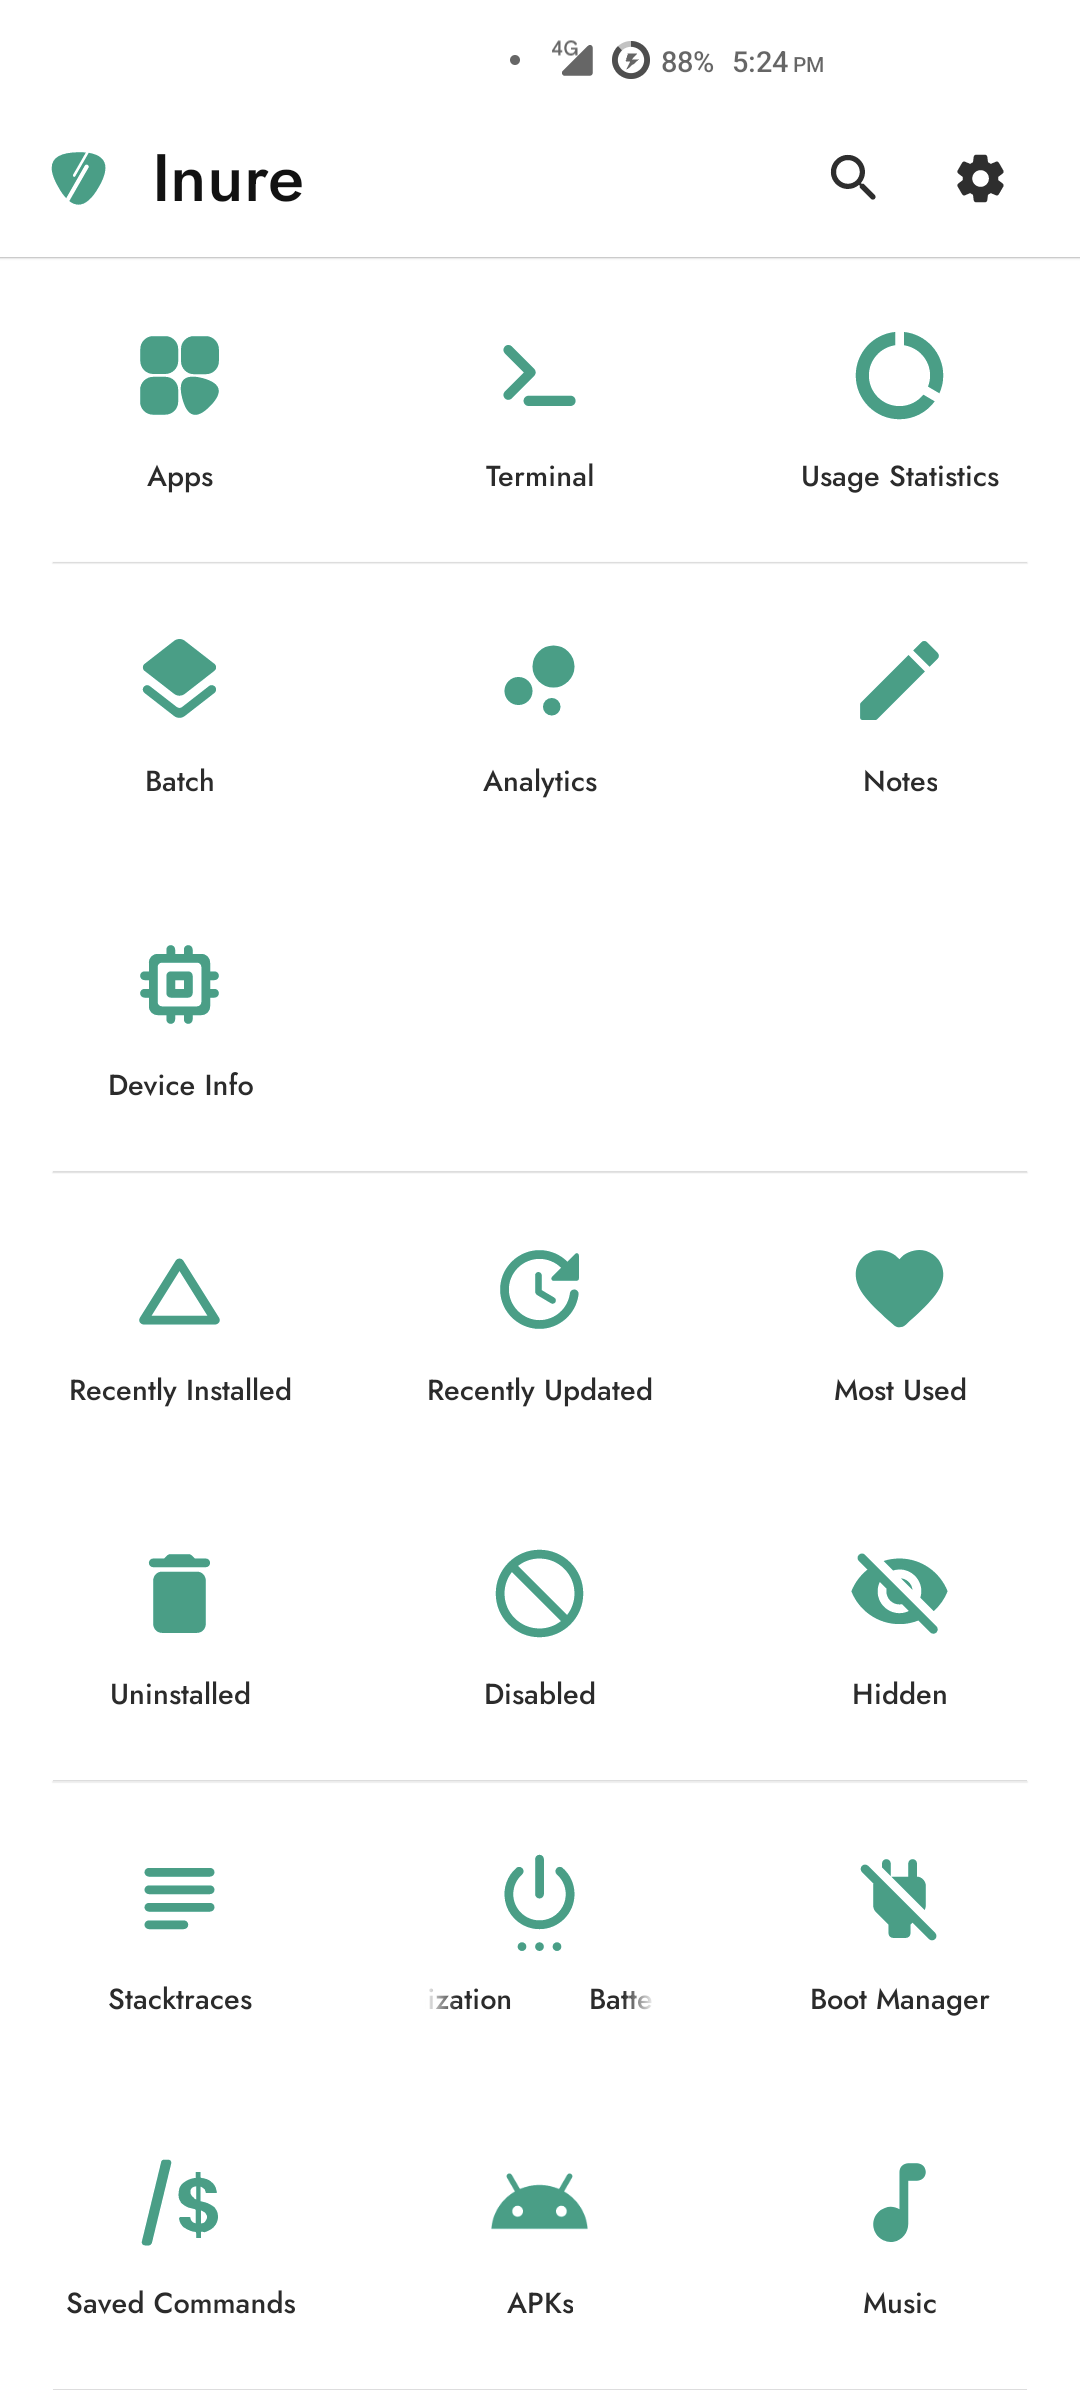 4G 88% 5:24 PM
Inure
Apps Terminal Usage Statistics
Batch Analytics Notes
Device Info
Recently Installed Recently Updated Most Used
Uninstalled Disabled Hidden
Stacktraces ization Batte Boot Manager
/$
Saved Commands APKs Music